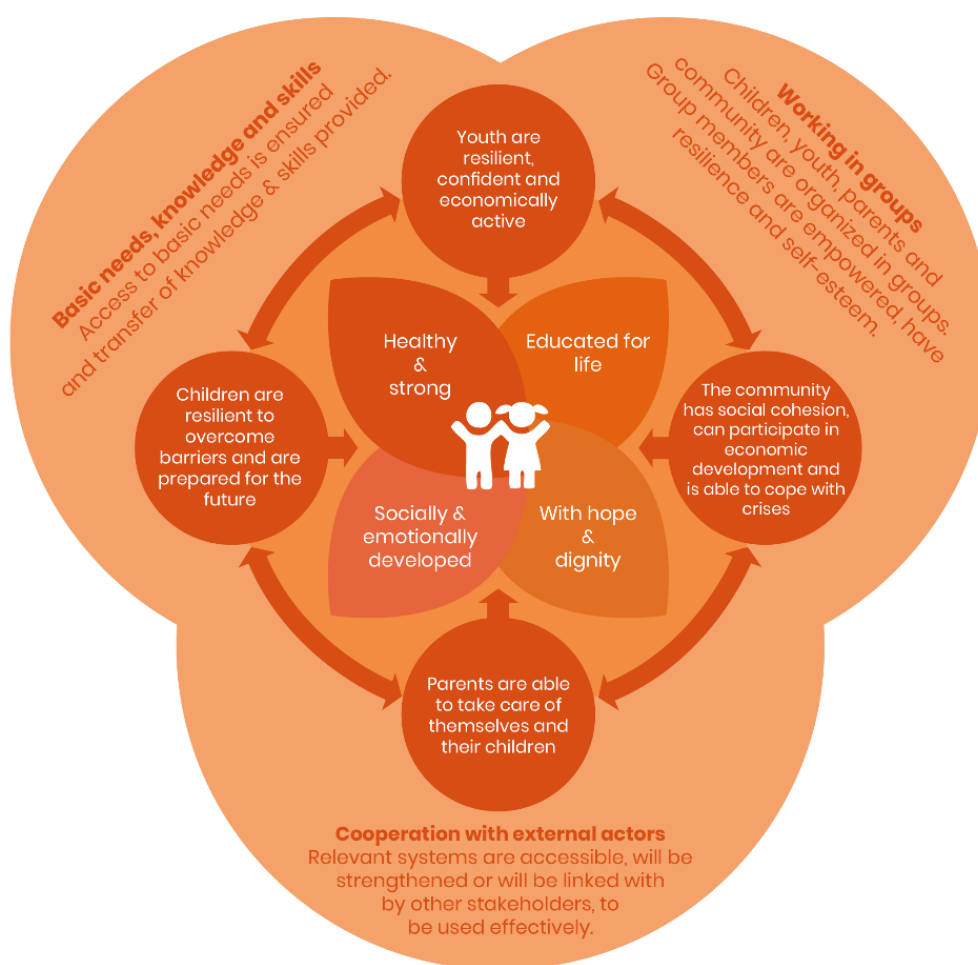 Basic needs, knowledge and skills
Access to basic needs is ensured
and transfer of knowledge & skills provided.
Working in groups
Children, youth, parents and
community are organized in groups.
Group members are empowered, have
resilience and self-esteem.
Youth are
resilient,
confident and
economically
active
Healthy
&
strong
Educated for
life
Children are
resilient to
overcome
barriers and are
prepared for the
future
The community
has social cohesion,
can participate in
economic
development and
is able to cope with
crises
Socially &
emotionally
developed
With hope
&
dignity
Parents are able
to take care of
themselves and
their children
Cooperation with external actors
Relevant systems are accessible, will be
strengthened or will be linked with
by other stakeholders, to
be used effectively.